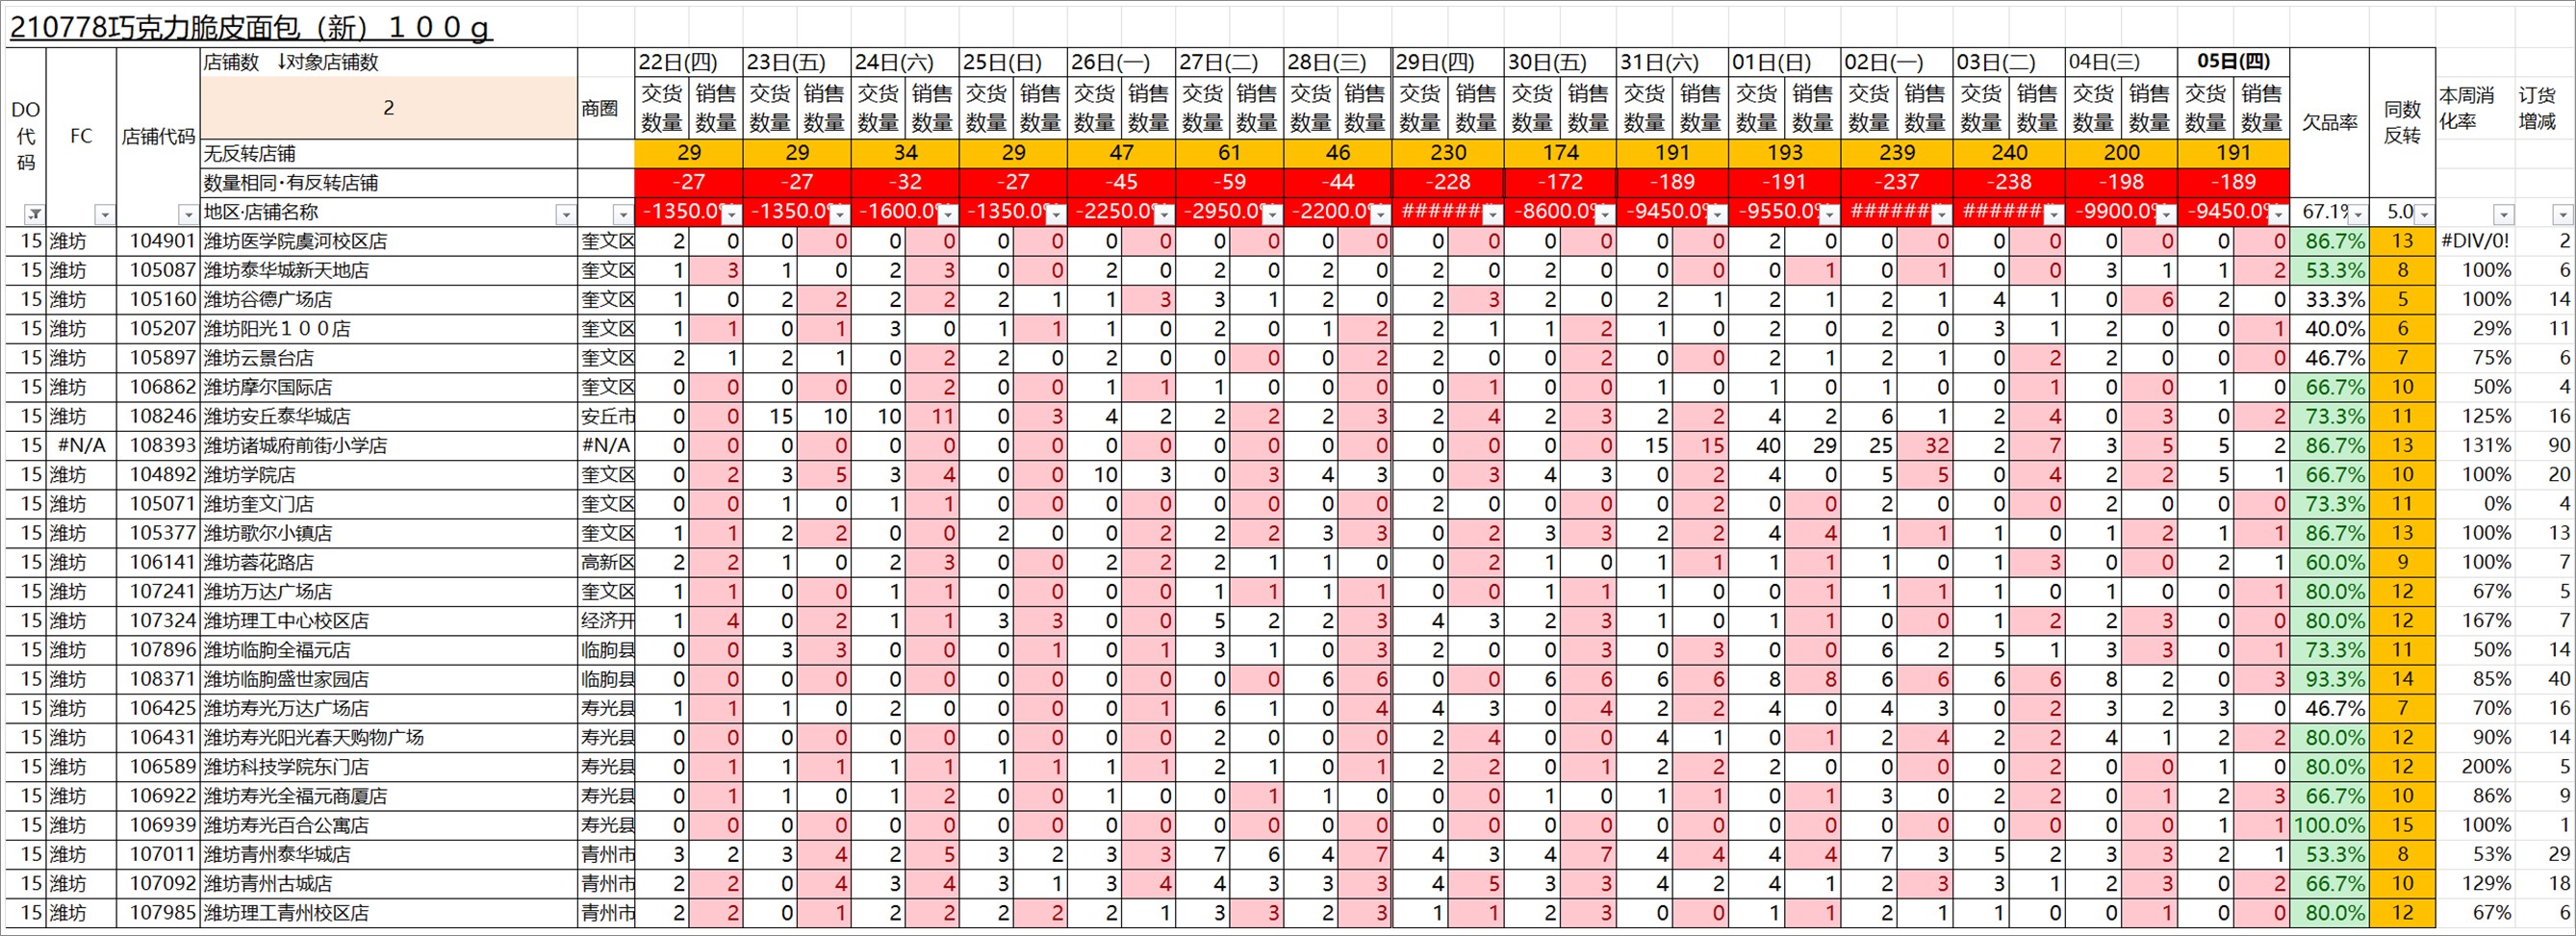 210778巧克力脆皮面包（新）１００ｇ
DO代码 FC 店铺代码 店铺数 ↓对象店铺数 商圈 22日(四) 23日(五) 24日(六) 25日(日) 26日(一) 27日(二) 28日(三) 29日(四) 30日(五) 31日(六) 01日(日) 02日(一) 03日(二) 04日(三) 05日(四) 欠品率 同数反转 本周消化率 订货增减
2 交货数量 销售数量 交货数量 销售数量 交货数量 销售数量 交货数量 销售数量 交货数量 销售数量 交货数量 销售数量 交货数量 销售数量 交货数量 销售数量 交货数量 销售数量 交货数量 销售数量 交货数量 销售数量 交货数量 销售数量 交货数量 销售数量 交货数量 销售数量 交货数量 销售数量
无反转店铺 29 29 34 29 47 61 46 230 174 191 193 239 240 200 191
数量相同·有反转店铺 -27 -27 -32 -27 -45 -59 -44 -228 -172 -189 -191 -237 -238 -198 -189
地区·店铺名称 -1350.0% -1350.0% -1600.0% -1350.0% -2250.0% -2950.0% -2200.0% ###### -8600.0% -9450.0% -9550.0% ###### ###### -9900.0% -9450.0% 67.1% 5.0
15 潍坊 104901 潍坊医学院虞河校区店 奎文区 2 0 0 0 0 0 0 0 0 0 0 0 0 0 0 0 0 0 0 0 2 0 0 0 0 0 0 0 0 0 86.7% 13 #DIV/0! 2
15 潍坊 105087 潍坊泰华城新天地店 奎文区 1 3 1 0 2 3 0 0 2 0 2 0 2 0 2 0 2 0 0 0 0 1 0 1 0 0 3 1 1 2 53.3% 8 100% 6
15 潍坊 105160 潍坊谷德广场店 奎文区 1 0 2 2 2 2 2 1 1 3 3 1 2 0 2 3 2 0 2 1 2 1 2 1 4 1 0 6 2 0 33.3% 5 100% 14
15 潍坊 105207 潍坊阳光１００店 奎文区 1 1 0 1 3 0 1 1 1 0 2 0 1 2 2 1 1 2 1 0 2 0 2 0 3 1 2 0 0 1 40.0% 6 29% 11
15 潍坊 105897 潍坊云景台店 奎文区 2 1 2 1 0 2 2 0 2 0 0 0 0 2 2 0 0 2 0 0 2 1 2 1 0 2 2 0 0 0 46.7% 7 75% 6
15 潍坊 106862 潍坊摩尔国际店 奎文区 0 0 0 0 0 2 0 0 1 1 1 0 0 0 0 1 0 0 1 0 1 0 1 0 0 1 0 0 1 0 66.7% 10 50% 4
15 潍坊 108246 潍坊安丘泰华城店 安丘市 0 0 15 10 10 11 0 3 4 2 2 2 2 3 2 4 2 3 2 2 4 2 6 1 2 4 0 3 0 2 73.3% 11 125% 16
15 #N/A 108393 潍坊诸城府前街小学店 #N/A 0 0 0 0 0 0 0 0 0 0 0 0 0 0 0 0 0 0 15 15 40 29 25 32 2 7 3 5 5 2 86.7% 13 131% 90
15 潍坊 104892 潍坊学院店 奎文区 0 2 3 5 3 4 0 0 10 3 0 3 4 3 0 3 4 3 0 2 4 0 5 5 0 4 2 2 5 1 66.7% 10 100% 20
15 潍坊 105071 潍坊奎文门店 奎文区 0 0 1 0 1 1 0 0 0 0 0 0 0 0 2 0 0 0 0 2 0 0 2 0 0 0 2 0 0 0 73.3% 11 0% 4
15 潍坊 105377 潍坊歌尔小镇店 奎文区 1 1 2 2 0 0 2 0 0 2 2 2 3 3 0 2 3 3 2 2 4 4 1 1 1 0 1 2 1 1 86.7% 13 100% 13
15 潍坊 106141 潍坊蓉花路店 高新区 2 2 1 0 2 3 0 0 2 2 2 1 1 0 0 2 1 0 1 1 1 1 1 0 1 3 0 0 2 1 60.0% 9 100% 7
15 潍坊 107241 潍坊万达广场店 奎文区 1 1 0 0 1 1 0 0 0 0 0 1 1 1 0 0 1 1 1 0 0 1 1 1 1 0 1 0 0 1 80.0% 12 67% 5
15 潍坊 107324 潍坊理工中心校区店 经济开 1 4 0 2 1 1 3 3 0 0 5 2 2 3 4 3 2 3 1 0 1 1 0 0 1 2 2 3 0 0 80.0% 12 167% 7
15 潍坊 107896 潍坊临朐全福元店 临朐县 0 0 3 3 0 0 0 1 0 1 3 1 0 3 2 0 0 3 0 3 0 0 6 2 5 1 3 3 0 1 73.3% 11 50% 14
15 潍坊 108371 潍坊临朐盛世家园店 临朐县 0 0 0 0 0 0 0 0 0 0 0 0 6 6 0 0 6 6 6 6 8 8 6 6 6 6 8 2 0 3 93.3% 14 85% 40
15 潍坊 106425 潍坊寿光万达广场店 寿光县 1 1 1 0 2 0 0 0 0 1 6 1 0 4 4 3 0 4 2 2 4 0 4 3 0 2 3 2 3 0 46.7% 7 70% 16
15 潍坊 106431 潍坊寿光阳光春天购物广场 寿光县 0 0 0 0 0 0 0 0 0 0 2 0 0 0 2 4 0 0 4 1 0 1 2 4 2 2 4 1 2 2 80.0% 12 90% 14
15 潍坊 106589 潍坊科技学院东门店 寿光县 0 1 1 1 1 1 1 1 1 1 2 1 0 1 2 2 0 1 2 2 2 0 0 0 0 2 0 0 1 0 80.0% 12 200% 5
15 潍坊 106922 潍坊寿光全福元商厦店 寿光县 0 1 1 0 1 2 0 0 1 0 0 1 1 0 0 0 1 0 1 1 0 1 3 0 2 2 0 1 2 3 66.7% 10 86% 9
15 潍坊 106939 潍坊寿光百合公寓店 寿光县 0 0 0 0 0 0 0 0 0 0 0 0 0 0 0 0 0 0 0 0 0 0 0 0 0 0 0 0 1 1 100.0% 15 100% 1
15 潍坊 107011 潍坊青州泰华城店 青州市 3 2 3 4 2 5 3 2 3 3 7 6 4 7 4 3 4 7 4 4 4 4 7 3 5 2 3 3 2 1 53.3% 8 53% 29
15 潍坊 107092 潍坊青州古城店 青州市 2 2 0 4 3 4 3 1 3 4 4 3 3 3 4 5 3 3 4 2 4 1 2 3 3 1 2 3 0 2 66.7% 10 129% 18
15 潍坊 107985 潍坊理工青州校区店 青州市 2 2 0 1 2 2 2 2 2 1 3 3 2 3 1 1 2 3 0 0 1 1 2 1 1 0 0 1 0 0 80.0% 12 67% 6